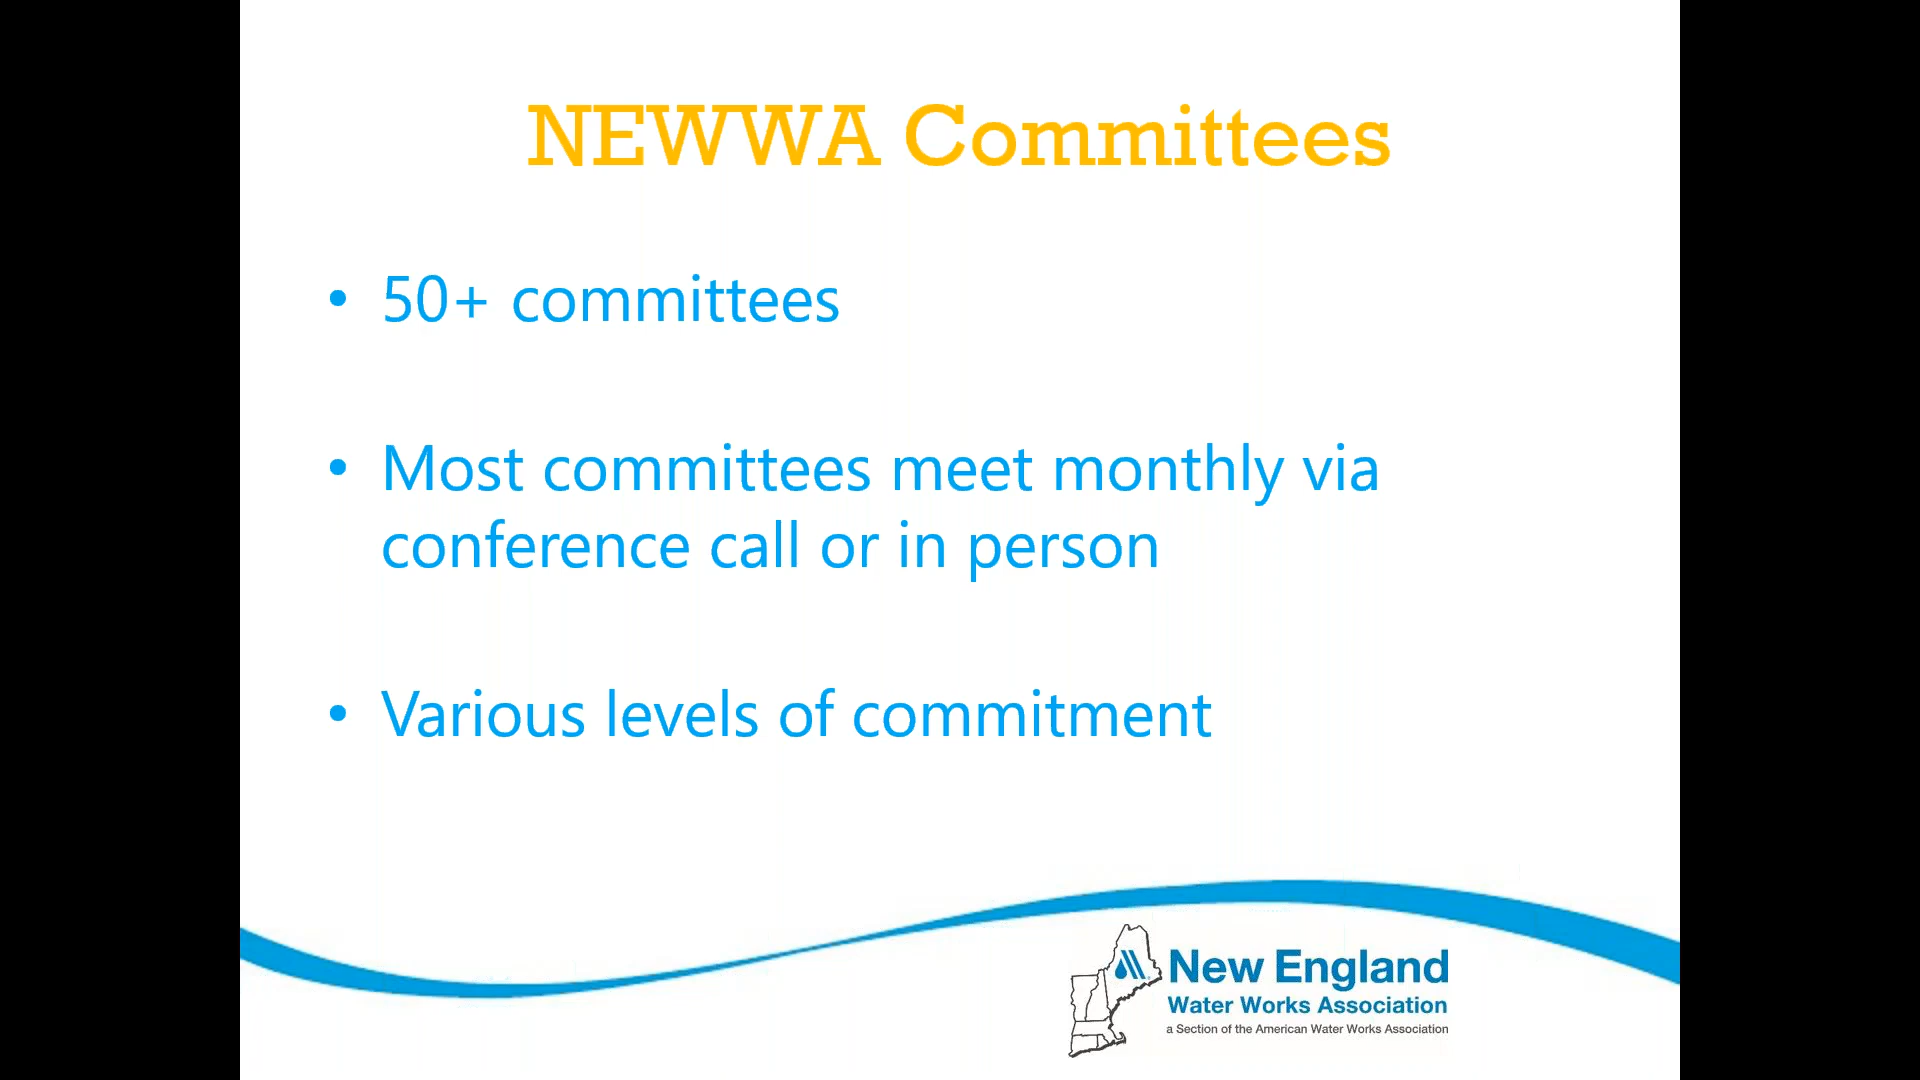 NEWWA Committees
• 50+ committees
• Most committees meet monthly via
conference call or in person
• Various levels of commitment
New England
Water Works Association
a Section of the American Water Works Association